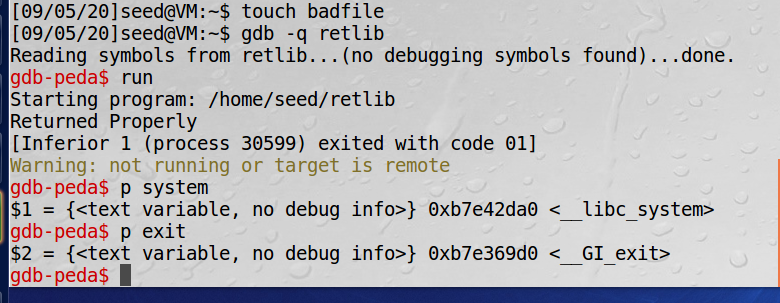 [09/05/20]seed@VM:~$ touch badfile
[09/05/20]seed@VM:~$ gdb -q retlib
Reading symbols from retlib...(no debugging symbols found)...done.
gdb-peda$ run
Starting program: /home/seed/retlib
Returned Properly
[Inferior 1 (process 30599) exited with code 01]
Warning: not running or target is remote
gdb-peda$ p system
$1 = {<text variable, no debug info>} 0xb7e42da0 <__libc_system>
gdb-peda$ p exit
$2 = {<text variable, no debug info>} 0xb7e369d0 <__GI_exit>
gdb-peda$